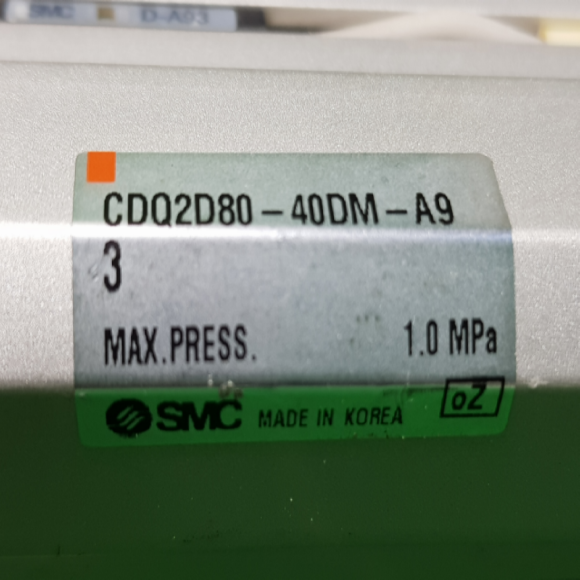 SMC D-A93
CDQ2D80-40DM-A9
3
MAX.PRESS. 1.0 MPa
SMC MADE IN KOREA oZ